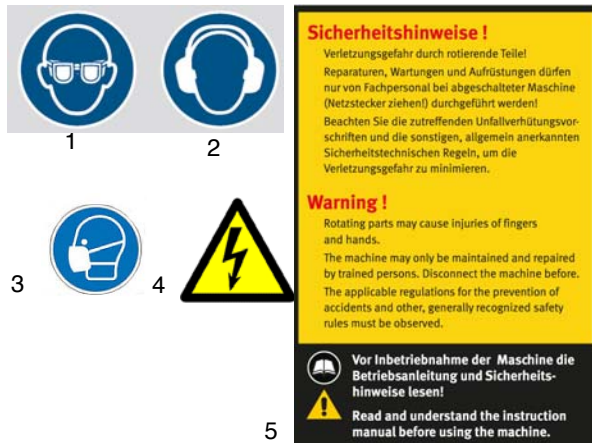 1
2
3
4
5
Sicherheitshinweise !
Verletzungsgefahr durch rotierende Teile!
Reparaturen, Wartungen und Aufrüstungen dürfen
nur von Fachpersonal bei abgeschalteter Maschine
(Netzstecker ziehen!) durchgeführt werden!
Beachten Sie die zutreffenden Unfallverhütungsvor-
schriften und die sonstigen, allgemein anerkannten
Sicherheitstechnischen Regeln, um die
Verletzungsgefahr zu minimieren.
Warning !
Rotating parts may cause injuries of fingers
and hands.
The machine may only be maintained and repaired
by trained persons. Disconnect the machine before.
The applicable regulations for the prevention of
accidents and other, generally recognized safety
rules must be observed.
Vor Inbetriebnahme der Maschine die
Betriebsanleitung und Sicherheits-
hinweise lesen!
Read and understand the instruction
manual before using the machine.